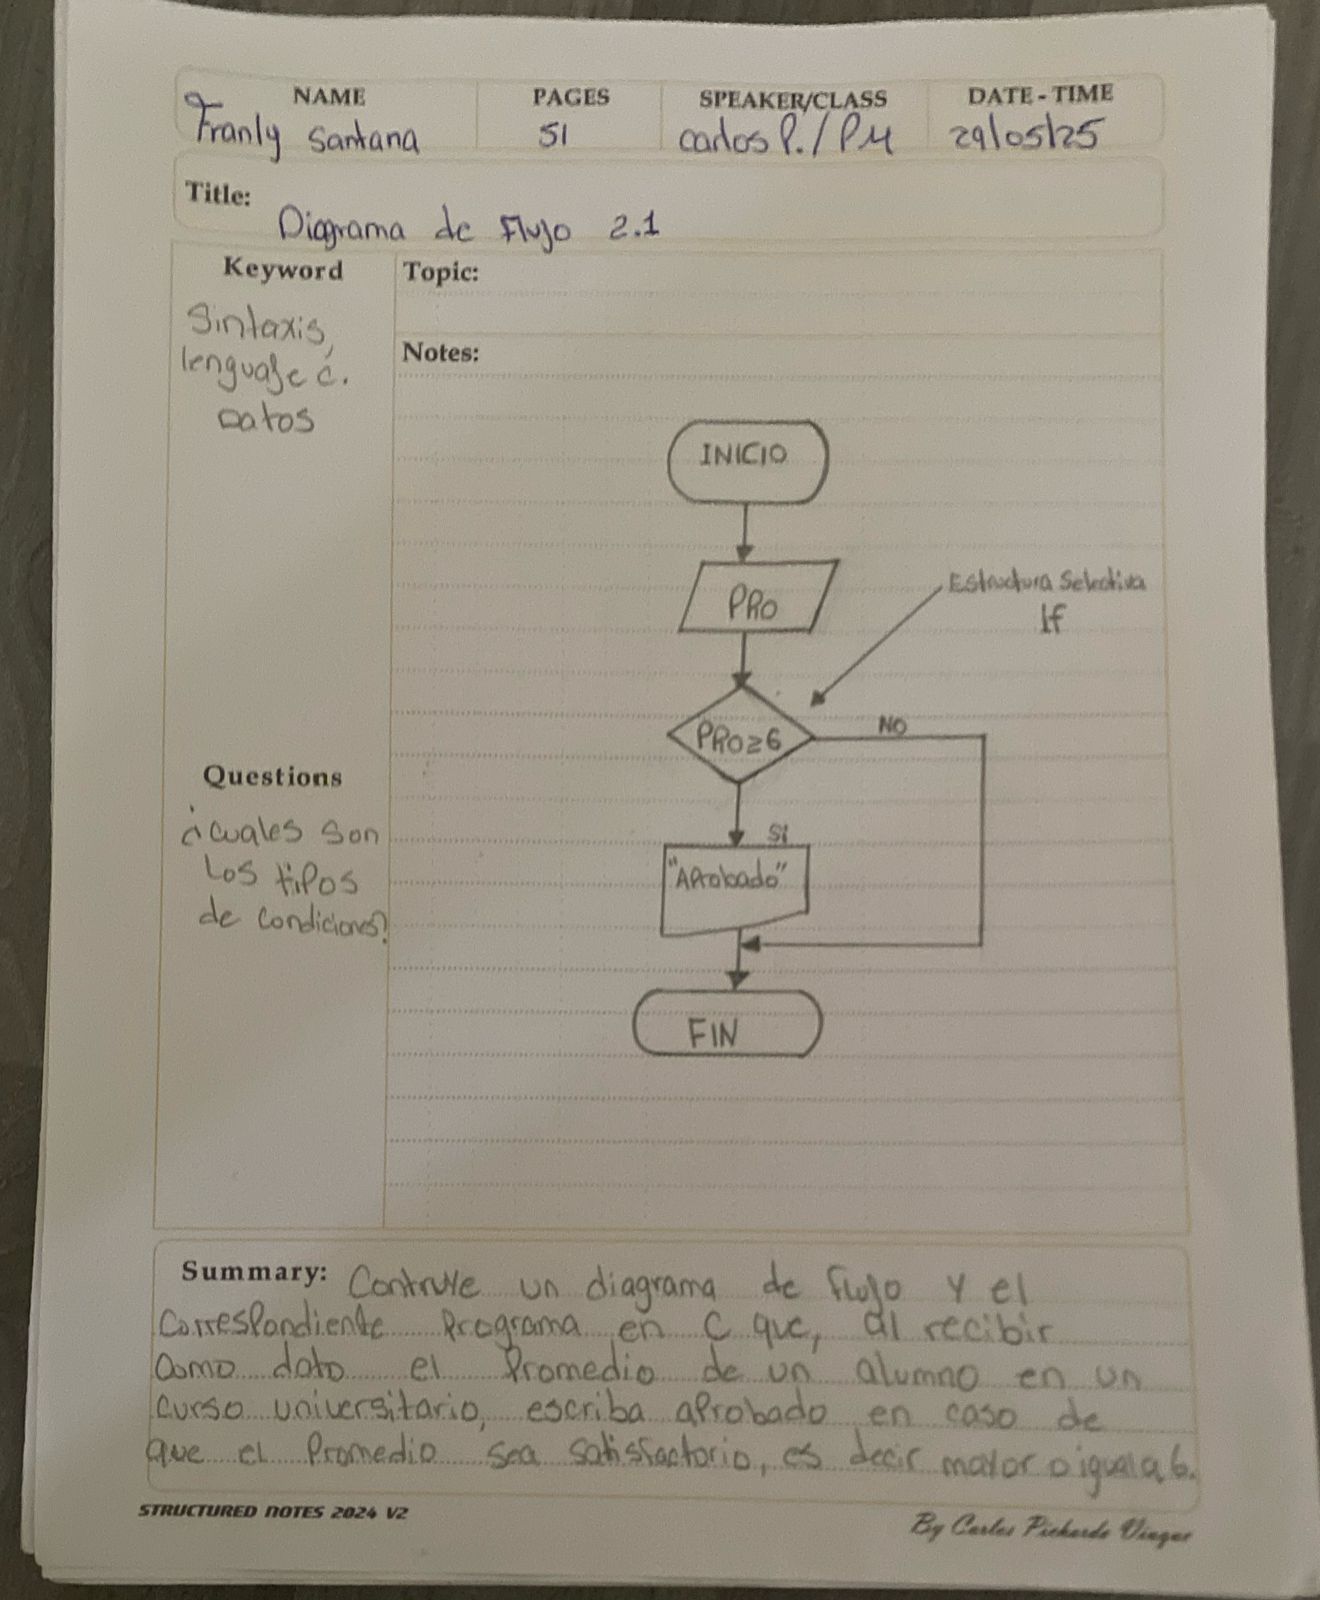 NAME
PAGES
SPEAKER/CLASS
DATE - TIME
Franly Santana
51
Carlos P. / PM
29/05/25
Title:
Diagrama de Flujo 2.1
Keyword
Sintaxis,
lenguaje c.
Datos
Topic:
Notes:
INICIO
PRO
Estructura Selectiva
If
PRO≥6
NO
Si
"Aprobado"
FIN
Questions
¿cuales son
Los tipos
de condiciones?
Summary: Contruye un diagrama de flujo y el
correspondiente programa en C que, al recibir
como dato el promedio de un alumno en un
curso universitario, escriba aprobado en caso de
que el promedio sea satisfactorio, es decir mayor o igual a 6.
STRUCTURED NOTES 2024 V2
By Carlos Pichardo Viuque